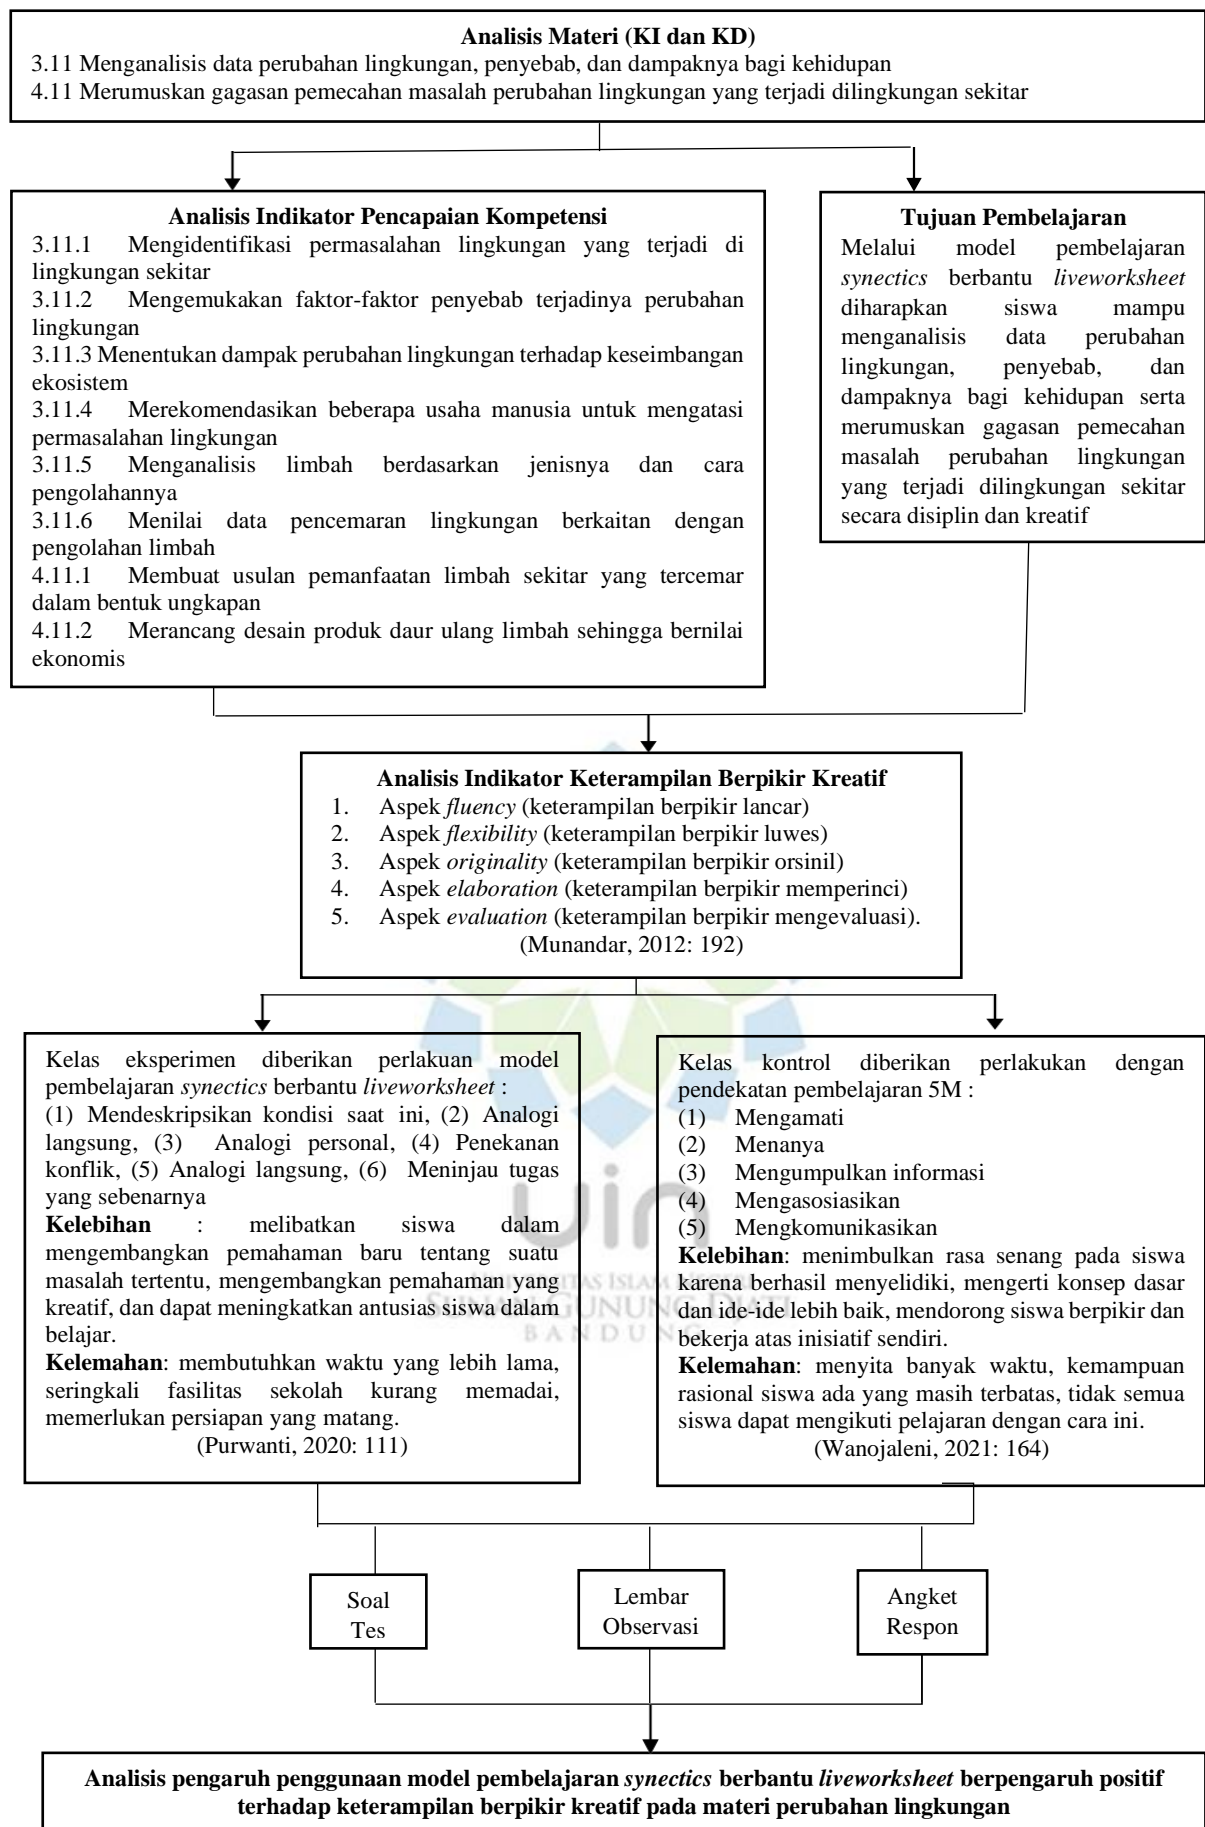 Analisis Materi (KI dan KD)
3.11 Menganalisis data perubahan lingkungan, penyebab, dan dampaknya bagi kehidupan
4.11 Merumuskan gagasan pemecahan masalah perubahan lingkungan yang terjadi dilingkungan sekitar
Analisis Indikator Pencapaian Kompetensi
3.11.1 Mengidentifikasi permasalahan lingkungan yang terjadi di
lingkungan sekitar
3.11.2 Mengemukakan faktor-faktor penyebab terjadinya perubahan
lingkungan
3.11.3 Menentukan dampak perubahan lingkungan terhadap keseimbangan
ekosistem
3.11.4 Merekomendasikan beberapa usaha manusia untuk mengatasi
permasalahan lingkungan
3.11.5 Menganalisis limbah berdasarkan jenisnya dan cara
pengolahannya
3.11.6 Menilai data pencemaran lingkungan berkaitan dengan
pengolahan limbah
4.11.1 Membuat usulan pemanfaatan limbah sekitar yang tercemar
dalam bentuk ungkapan
4.11.2 Merancang desain produk daur ulang limbah sehingga bernilai
ekonomis
Tujuan Pembelajaran
Melalui model pembelajaran
synectics berbantu liveworksheet
diharapkan siswa mampu
menganalisis data perubahan
lingkungan, penyebab, dan
dampaknya bagi kehidupan serta
merumuskan gagasan pemecahan
masalah perubahan lingkungan
yang terjadi dilingkungan sekitar
secara disiplin dan kreatif
Analisis Indikator Keterampilan Berpikir Kreatif
1. Aspek fluency (keterampilan berpikir lancar)
2. Aspek flexibility (keterampilan berpikir luwes)
3. Aspek originality (keterampilan berpikir orsinil)
4. Aspek elaboration (keterampilan berpikir memperinci)
5. Aspek evaluation (keterampilan berpikir mengevaluasi).
(Munandar, 2012: 192)
Kelas eksperimen diberikan perlakuan model
pembelajaran synectics berbantu liveworksheet :
(1) Mendeskripsikan kondisi saat ini, (2) Analogi
langsung, (3) Analogi personal, (4) Penekanan
konflik, (5) Analogi langsung, (6) Meninjau tugas
yang sebenarnya
Kelebihan : melibatkan siswa dalam
mengembangkan pemahaman baru tentang suatu
masalah tertentu, mengembangkan pemahaman yang
kreatif, dan dapat meningkatkan antusias siswa dalam
belajar.
Kelemahan: membutuhkan waktu yang lebih lama,
seringkali fasilitas sekolah kurang memadai,
memerlukan persiapan yang matang.
(Purwanti, 2020: 111)
Kelas kontrol diberikan perlakukan dengan
pendekatan pembelajaran 5M :
(1) Mengamati
(2) Menanya
(3) Mengumpulkan informasi
(4) Mengasosiasikan
(5) Mengkomunikasikan
Kelebihan: menimbulkan rasa senang pada siswa
karena berhasil menyelidiki, mengerti konsep dasar
dan ide-ide lebih baik, mendorong siswa berpikir dan
bekerja atas inisiatif sendiri.
Kelemahan: menyita banyak waktu, kemampuan
rasional siswa ada yang masih terbatas, tidak semua
siswa dapat mengikuti pelajaran dengan cara ini.
(Wanojaleni, 2021: 164)
uin
UNIVERSITAS ISLAM NEGERI
SUNAN GUNUNG DJATI
BANDUNG
Soal
Tes
Lembar
Observasi
Angket
Respon
Analisis pengaruh penggunaan model pembelajaran synectics berbantu liveworksheet berpengaruh positif
terhadap keterampilan berpikir kreatif pada materi perubahan lingkungan